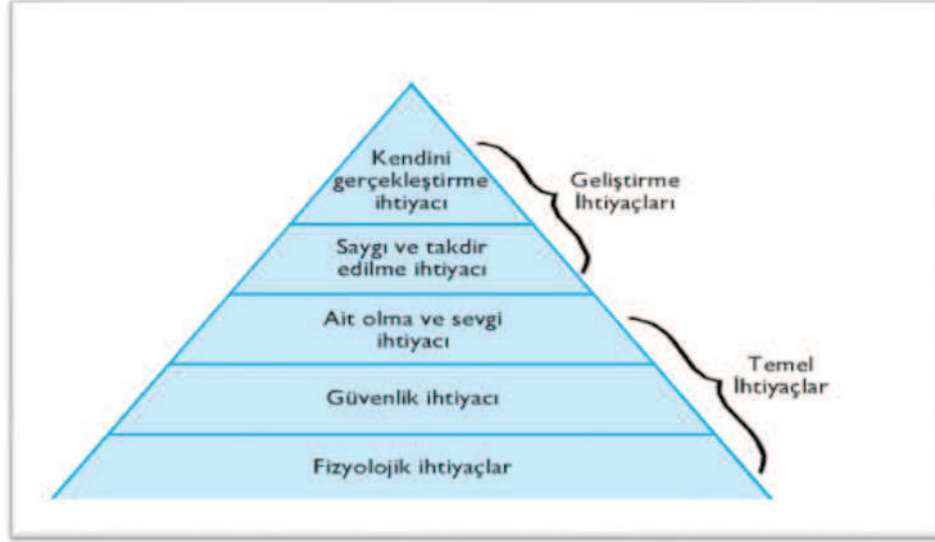 Kendini
gerçekleştirme
ihtiyacı
Geliştirme
İhtiyaçları
Saygı ve takdir
edilme ihtiyacı
Ait olma ve sevgi
ihtiyacı
Temel
İhtiyaçlar
Güvenlik ihtiyacı
Fizyolojik ihtiyaçlar